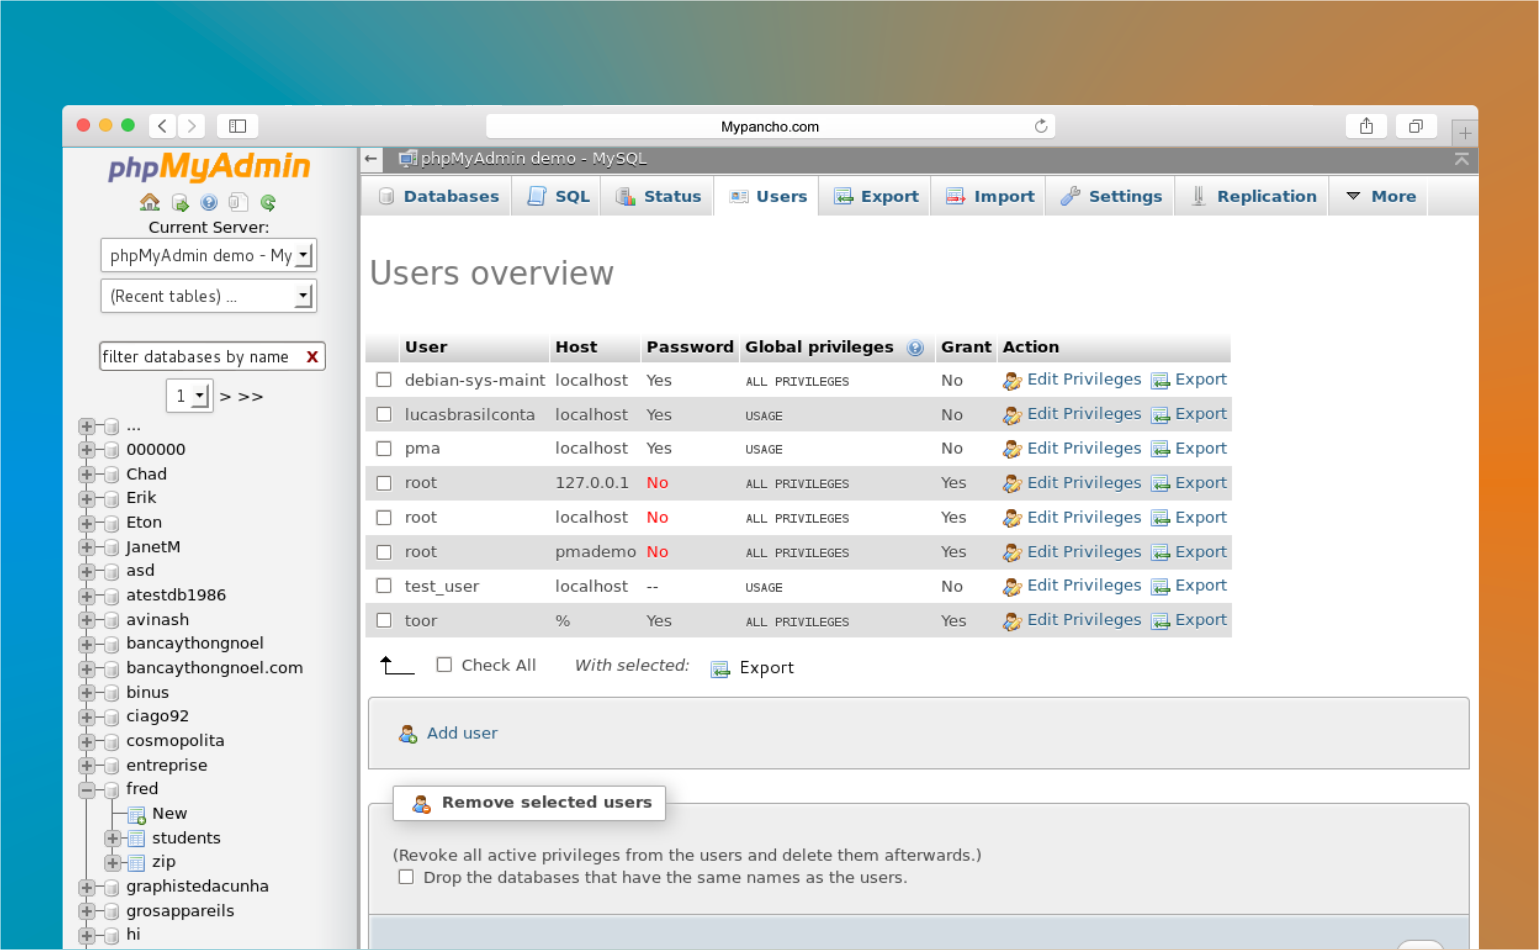 Mypancho.com
phpMyAdmin
Current Server:
phpMyAdmin demo - My
(Recent tables) ...
filter databases by name X
1 > >>
...
000000
Chad
Erik
Eton
JanetM
asd
atestdb1986
avinash
bancaythongnoel
bancaythongnoel.com
binus
ciago92
cosmopolita
entreprise
fred
New
students
zip
graphistedacunha
grosappareils
hi
phpMyAdmin demo - MySQL
Databases SQL Status Users Export Import Settings Replication More
Users overview
User Host Password Global privileges Grant Action
debian-sys-maint localhost Yes ALL PRIVILEGES No Edit Privileges Export
lucasbrasilconta localhost Yes USAGE No Edit Privileges Export
pma localhost Yes USAGE No Edit Privileges Export
root 127.0.0.1 No ALL PRIVILEGES Yes Edit Privileges Export
root localhost No ALL PRIVILEGES Yes Edit Privileges Export
root pmademo No ALL PRIVILEGES Yes Edit Privileges Export
test_user localhost -- USAGE No Edit Privileges Export
toor % Yes ALL PRIVILEGES Yes Edit Privileges Export
Check All With selected: Export
Add user
Remove selected users
(Revoke all active privileges from the users and delete them afterwards.)
Drop the databases that have the same names as the users.